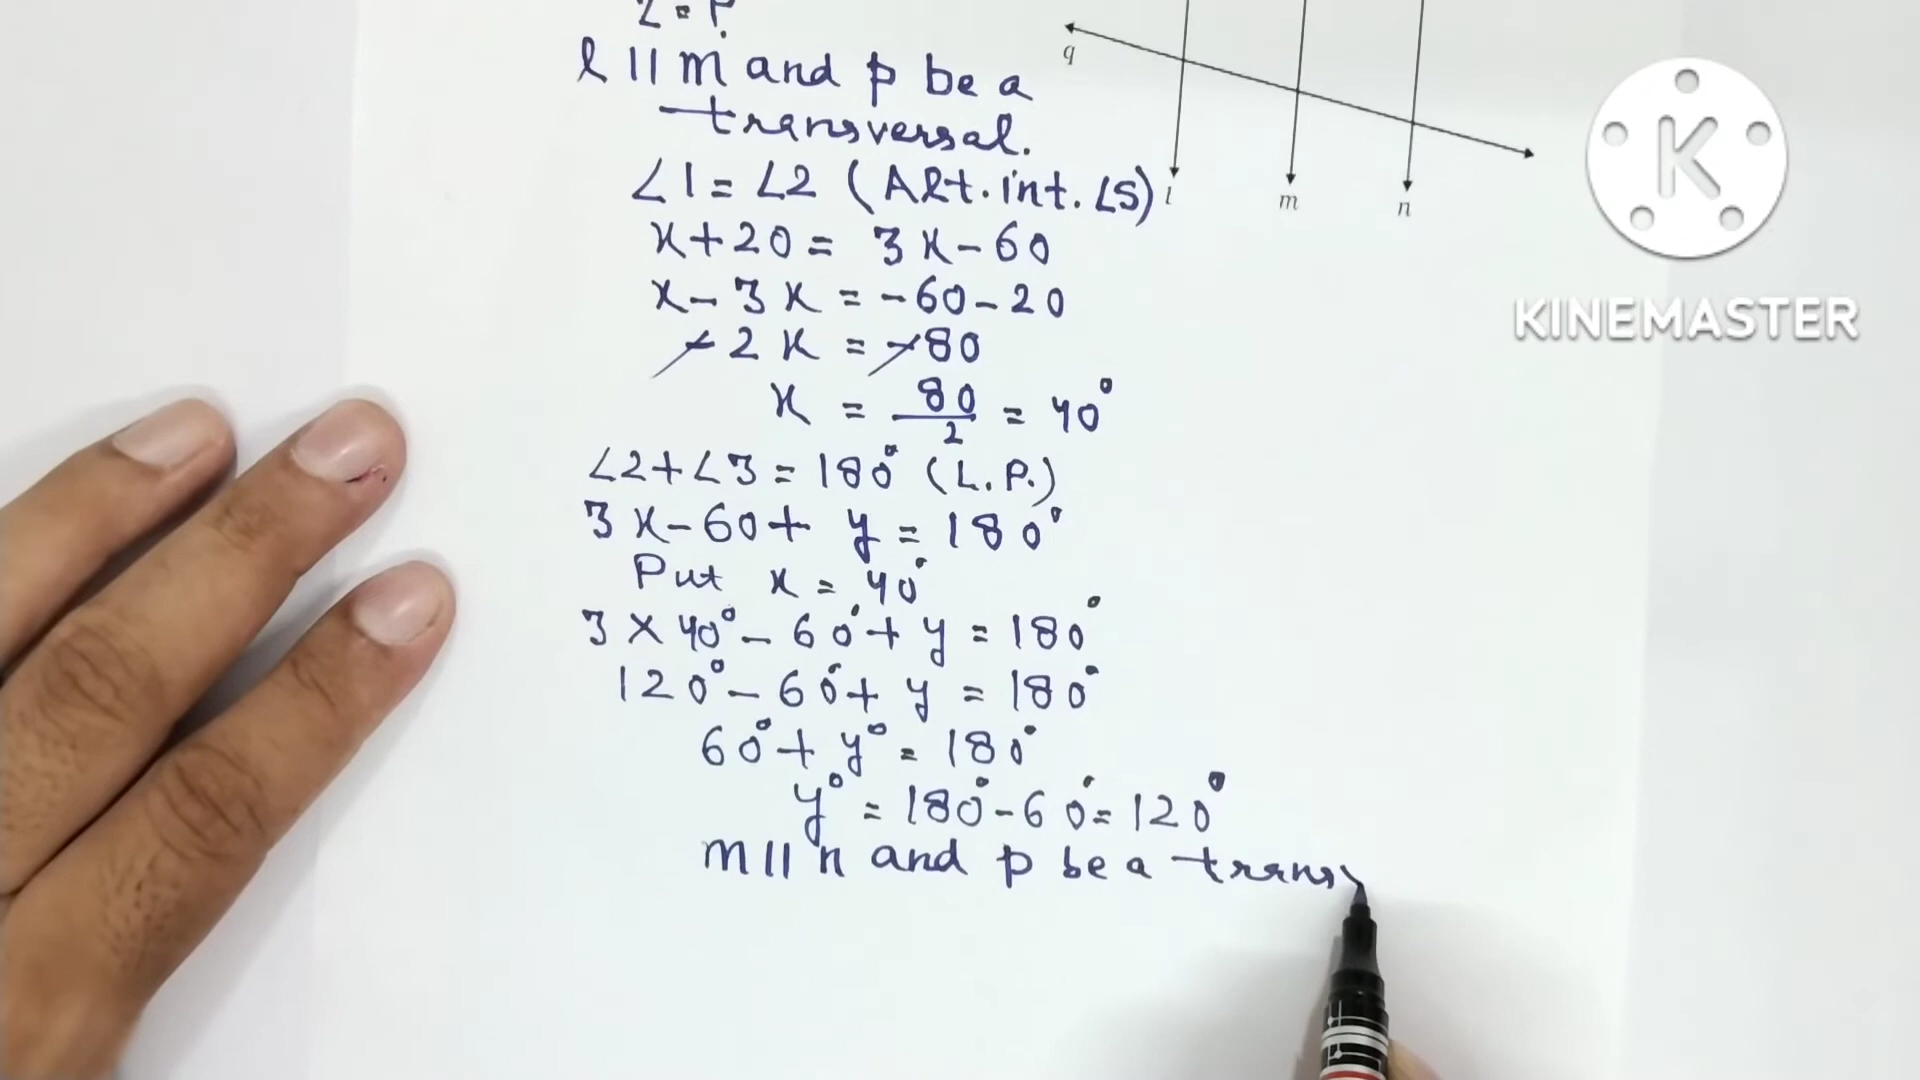 z = ?
l || m and p be a
transversal.
∠1 = ∠2 (Alt. int. ∠S)
x + 20 = 3x - 60
x - 3x = -60 - 20
-2x = -80
x = 80/2 = 40°
∠2 + ∠3 = 180° (L.P.)
3x - 60 + y = 180°
Put x = 40°
3 × 40° - 60° + y = 180°
120° - 60° + y = 180°
60° + y° = 180°
y° = 180° - 60° = 120°
m || n and p be a transv
q
l
m
n
K
KINEMASTER